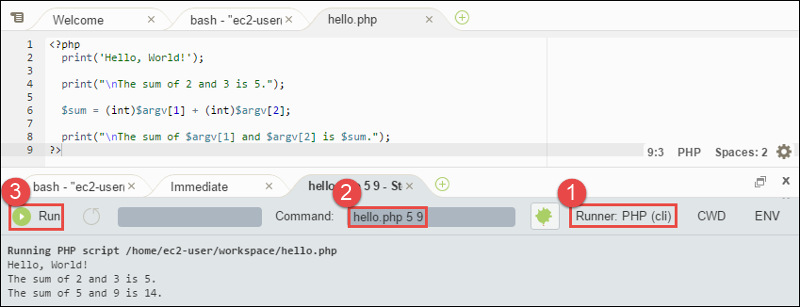 Welcome
bash - "ec2-user(
hello.php
1 <?php
2 print('Hello, World!');
3
4 print("\nThe sum of 2 and 3 is 5.");
5
6 $sum = (int)$argv[1] + (int)$argv[2];
7
8 print("\nThe sum of $argv[1] and $argv[2] is $sum.");
9 ?>
9:3 PHP Spaces: 2
bash - "ec2-user(
Immediate
5 9 - St
3 2 1
Run
Command:
hello.php 5 9
Runner: PHP (cli)
CWD
ENV
Running PHP script /home/ec2-user/workspace/hello.php
Hello, World!
The sum of 2 and 3 is 5.
The sum of 5 and 9 is 14.